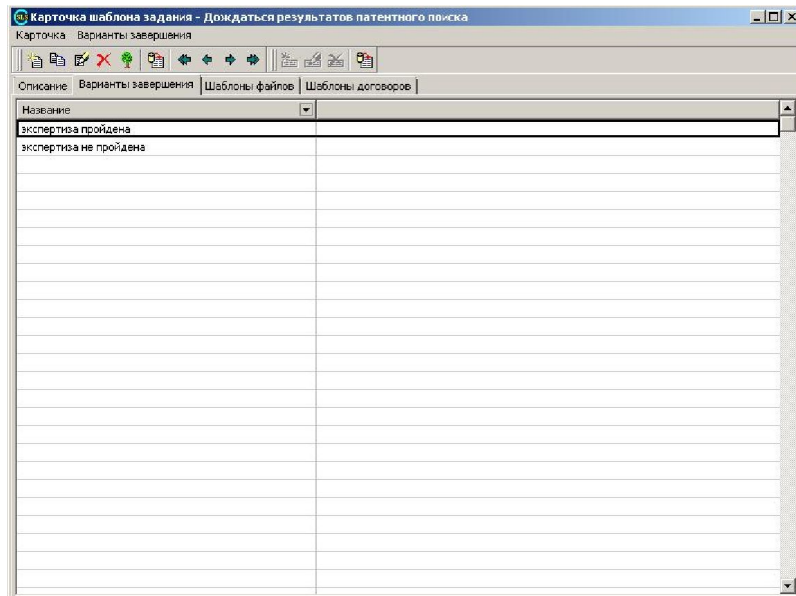 SLS Карточка шаблона задания - Дождаться результатов патентного поиска
Карточка Варианты завершения
Описание Варианты завершения Шаблоны файлов Шаблоны договоров
Название
экспертиза пройдена
экспертиза не пройдена